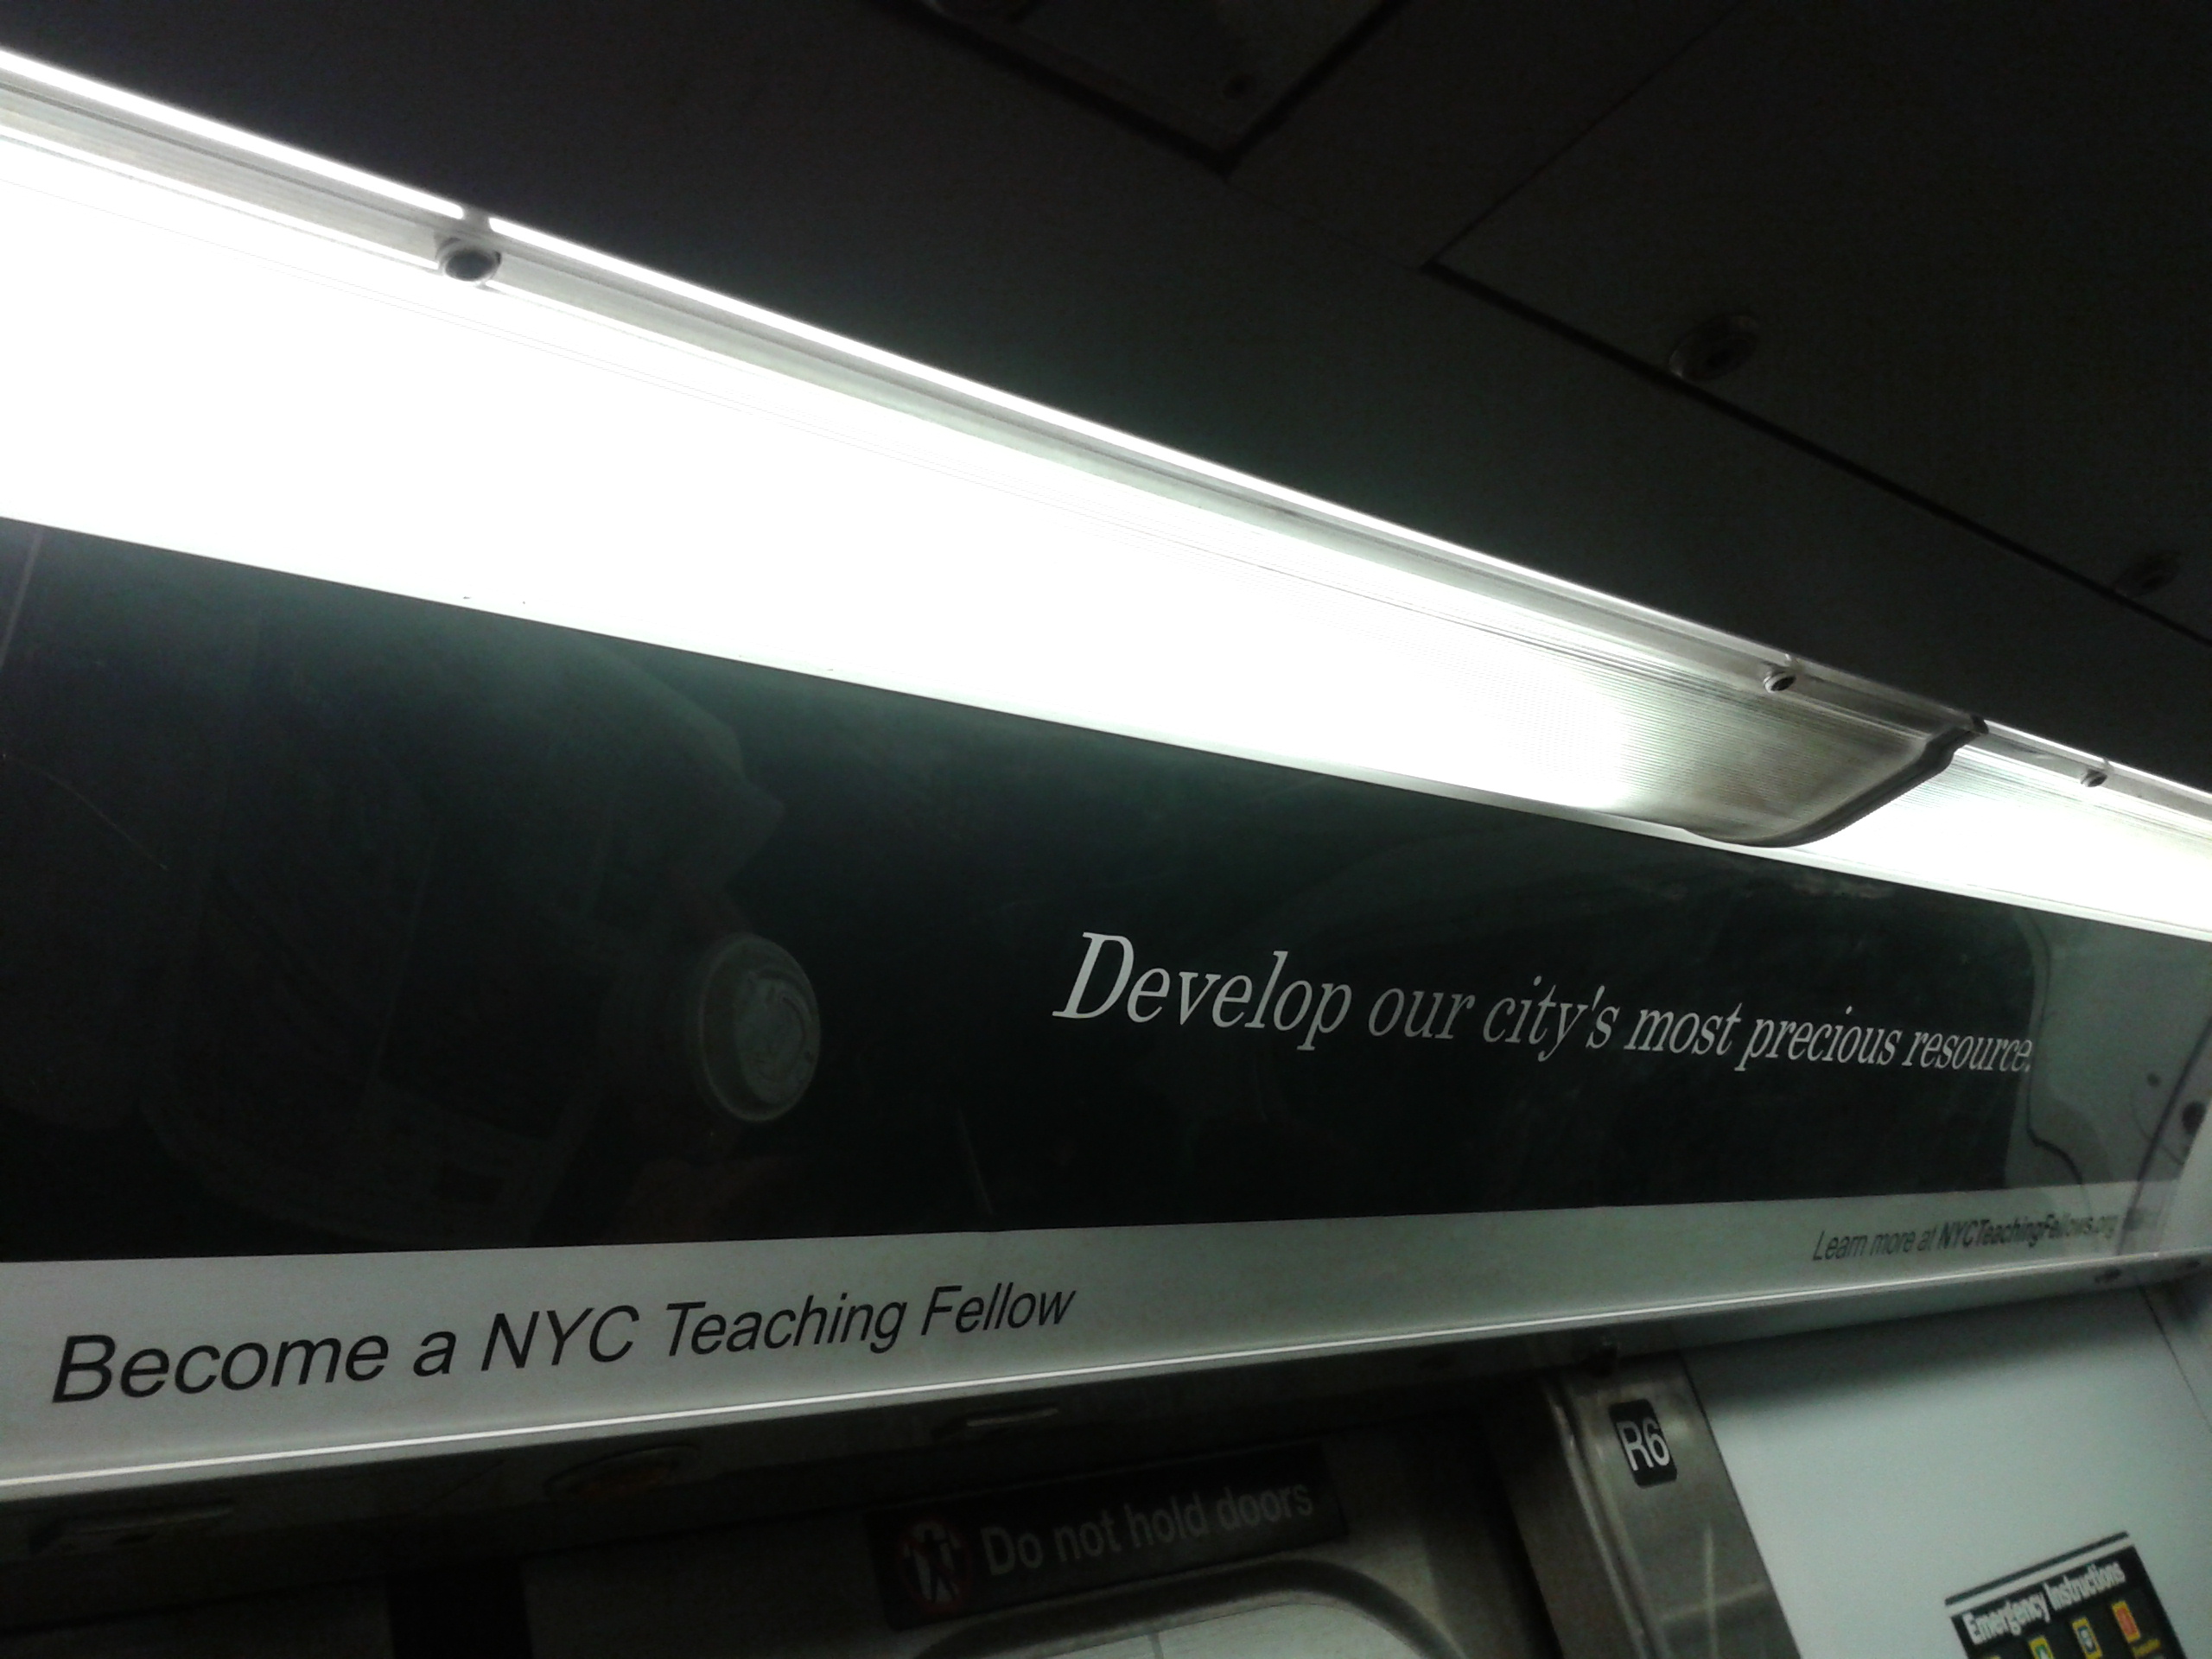 Develop our city's most precious resource.
Learn more at NYCTeachingFellows.org
Become a NYC Teaching Fellow
R6
Do not hold doors
Emergency Instructions